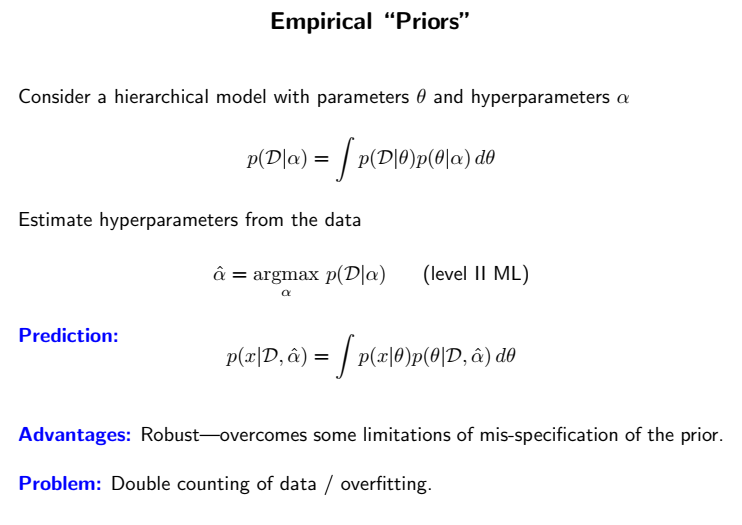 Empirical “Priors”
Consider a hierarchical model with parameters θ and hyperparameters α
p(𝒟|α) = ∫ p(𝒟|θ)p(θ|α) dθ
Estimate hyperparameters from the data
α̂ = argmax p(𝒟|α) (level II ML)
α
Prediction:
p(x|𝒟, α̂) = ∫ p(x|θ)p(θ|𝒟, α̂) dθ
Advantages: Robust—overcomes some limitations of mis-specification of the prior.
Problem: Double counting of data / overfitting.